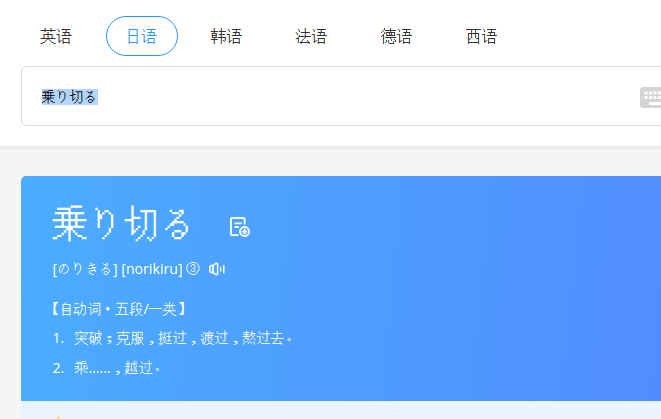 英语 日语 韩语 法语 德语 西语
乗り切る
乗り切る
[のりきる] [norikiru] ③
【自动词·五段/一类】
1. 突破；克服，挺过，渡过，熬过去。
2. 乘……，越过。